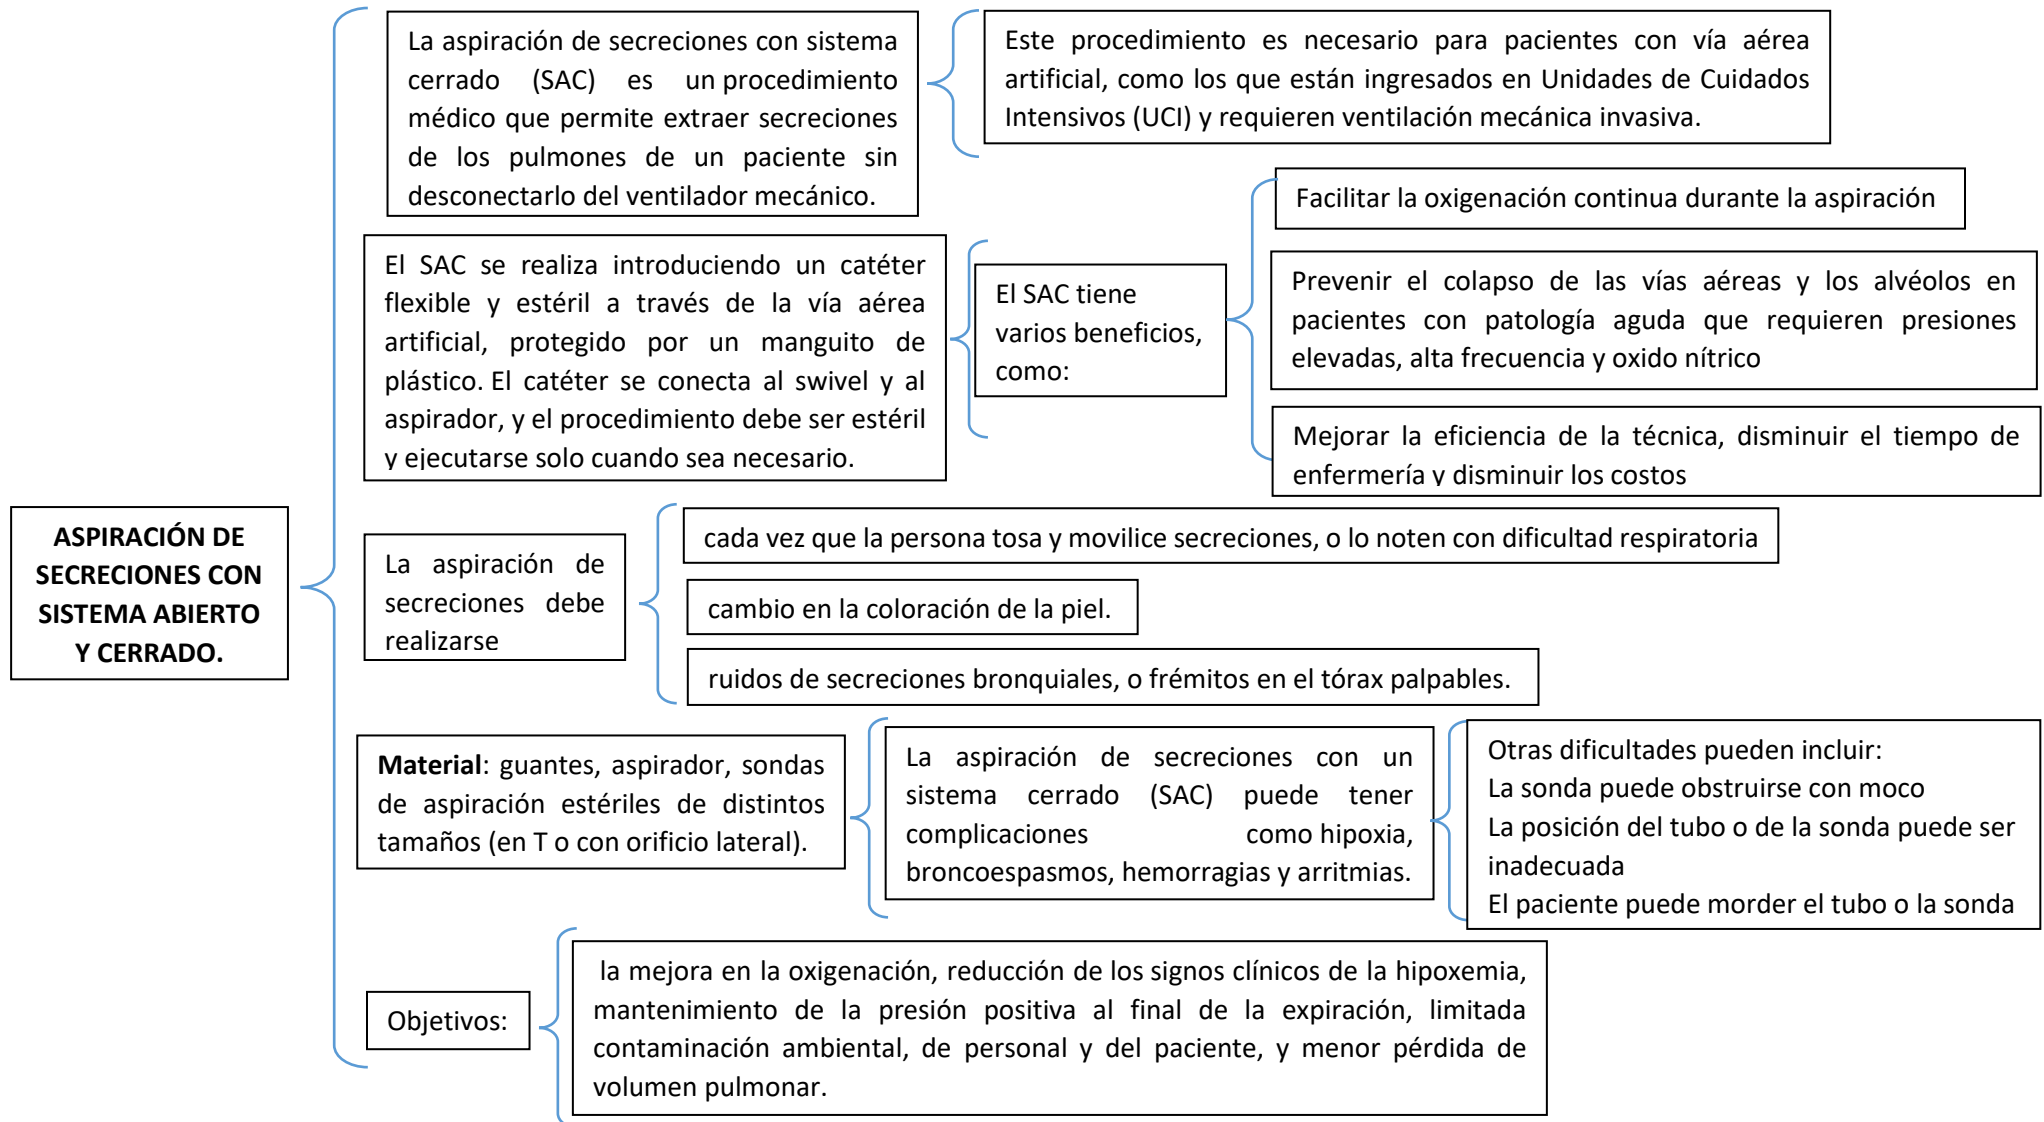 ASPIRACIÓN DE
SECRECIONES CON
SISTEMA ABIERTO
Y CERRADO.
La aspiración de secreciones con sistema
cerrado (SAC) es un procedimiento
médico que permite extraer secreciones
de los pulmones de un paciente sin
desconectarlo del ventilador mecánico.
Este procedimiento es necesario para pacientes con vía aérea
artificial, como los que están ingresados en Unidades de Cuidados
Intensivos (UCI) y requieren ventilación mecánica invasiva.
El SAC se realiza introduciendo un catéter
flexible y estéril a través de la vía aérea
artificial, protegido por un manguito de
plástico. El catéter se conecta al swivel y al
aspirador, y el procedimiento debe ser estéril
y ejecutarse solo cuando sea necesario.
El SAC tiene
varios beneficios,
como:
Facilitar la oxigenación continua durante la aspiración
Prevenir el colapso de las vías aéreas y los alvéolos en
pacientes con patología aguda que requieren presiones
elevadas, alta frecuencia y oxido nítrico
Mejorar la eficiencia de la técnica, disminuir el tiempo de
enfermería y disminuir los costos
La aspiración de
secreciones debe
realizarse
cada vez que la persona tosa y movilice secreciones, o lo noten con dificultad respiratoria
cambio en la coloración de la piel.
ruidos de secreciones bronquiales, o frémitos en el tórax palpables.
Material: guantes, aspirador, sondas
de aspiración estériles de distintos
tamaños (en T o con orificio lateral).
La aspiración de secreciones con un
sistema cerrado (SAC) puede tener
complicaciones como hipoxia,
broncoespasmos, hemorragias y arritmias.
Otras dificultades pueden incluir:
La sonda puede obstruirse con moco
La posición del tubo o de la sonda puede ser
inadecuada
El paciente puede morder el tubo o la sonda
Objetivos:
la mejora en la oxigenación, reducción de los signos clínicos de la hipoxemia,
mantenimiento de la presión positiva al final de la expiración, limitada
contaminación ambiental, de personal y del paciente, y menor pérdida de
volumen pulmonar.